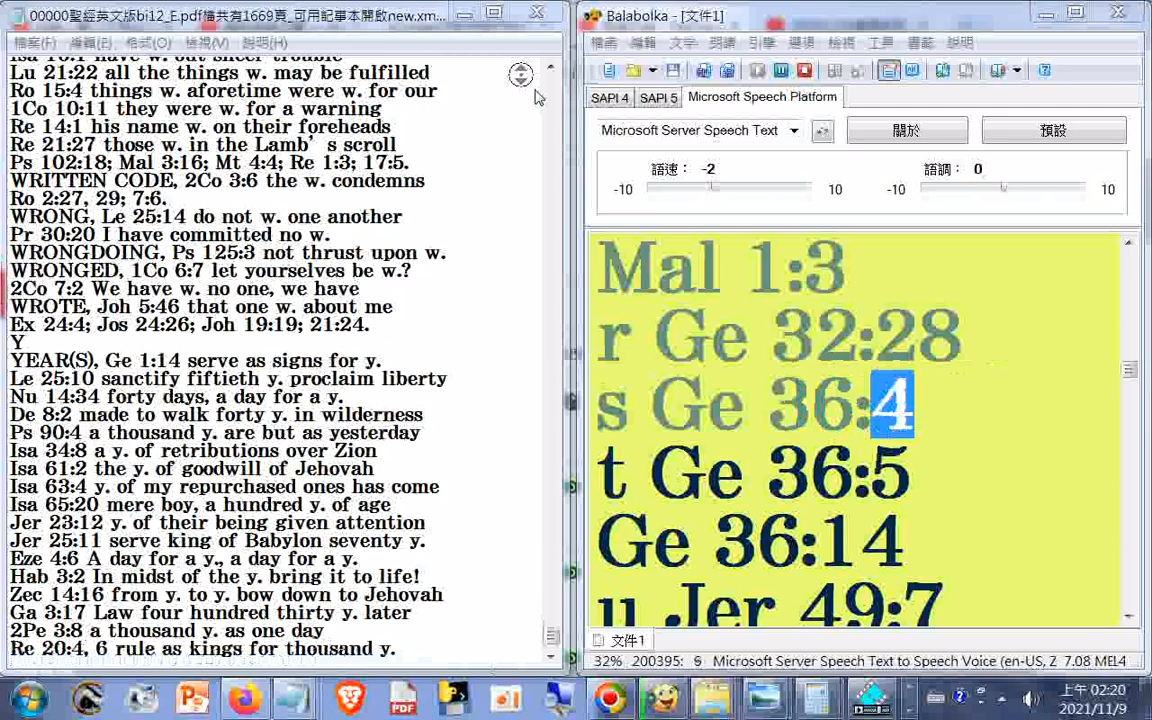 00000聖經英文版bi12_E.pdf檔共有1669頁_可用記事本開啟new.xm...
檔案(F) 編輯(E) 格式(O) 檢視(V) 說明(H)
Isa 10:1 have w. out sheer trouble
Lu 21:22 all the things w. may be fulfilled
Ro 15:4 things w. aforetime were w. for our
1Co 10:11 they were w. for a warning
Re 14:1 his name w. on their foreheads
Re 21:27 those w. in the Lamb’s scroll
Ps 102:18; Mal 3:16; Mt 4:4; Re 1:3; 17:5.
WRITTEN CODE, 2Co 3:6 the w. condemns
Ro 2:27, 29; 7:6.
WRONG, Le 25:14 do not w. one another
Pr 30:20 I have committed no w.
WRONGDOING, Ps 125:3 not thrust upon w.
WRONGED, 1Co 6:7 let yourselves be w.?
2Co 7:2 We have w. no one, we have
WROTE, Joh 5:46 that one w. about me
Ex 24:4; Jos 24:26; Joh 19:19; 21:24.
Y
YEAR(S), Ge 1:14 serve as signs for y.
Le 25:10 sanctify fiftieth y. proclaim liberty
Nu 14:34 forty days, a day for a y.
De 8:2 made to walk forty y. in wilderness
Ps 90:4 a thousand y. are but as yesterday
Isa 34:8 a y. of retributions over Zion
Isa 61:2 the y. of goodwill of Jehovah
Isa 63:4 y. of my repurchased ones has come
Isa 65:20 mere boy, a hundred y. of age
Jer 23:12 y. of their being given attention
Jer 25:11 serve king of Babylon seventy y.
Eze 4:6 A day for a y., a day for a y.
Hab 3:2 In midst of the y. bring it to life!
Zec 14:16 from y. to y. bow down to Jehovah
Ga 3:17 Law four hundred thirty y. later
2Pe 3:8 a thousand y. as one day
Re 20:4, 6 rule as kings for thousand y.
Balabolka - [文件1]
檔案 編輯 文字 朗讀 引擎 選項 檢視 工具 書籤 說明
SAPI 4 SAPI 5 Microsoft Speech Platform
Microsoft Server Speech Text 關於 預設
語速： -2 語調： 0
-10 10 -10 10
Mal 1:3
r Ge 32:28
s Ge 36:4
t Ge 36:5
Ge 36:14
u Jer 49:7
文件1
32% 200395: 6 Microsoft Server Speech Text to Speech Voice (en-US, Z 7.08 MEL4
PDF
上午 02:20
2021/11/9